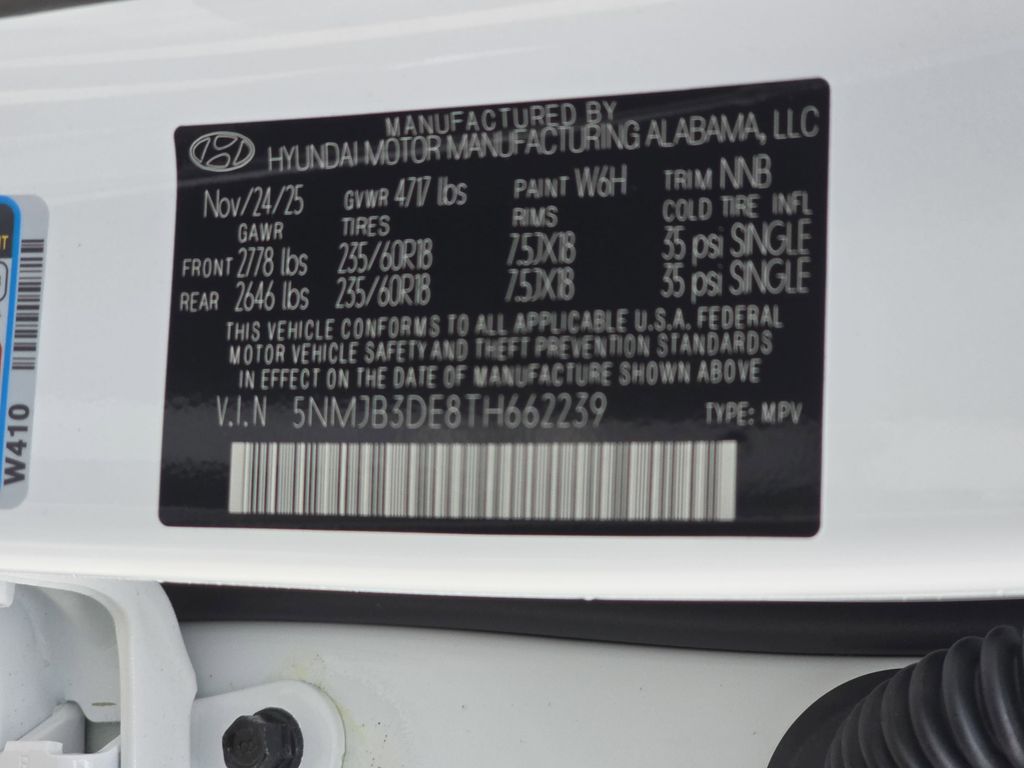 MANUFACTURED BY
HYUNDAI MOTOR MANUFACTURING ALABAMA, LLC
Nov/24/25 GVWR 4717 lbs PAINT W6H TRIM NNB
GAWR TIRES RIMS COLD TIRE INFL
FRONT 2778 lbs 235/60R18 7.5JX18 35 psi SINGLE
REAR 2646 lbs 235/60R18 7.5JX18 35 psi SINGLE
THIS VEHICLE CONFORMS TO ALL APPLICABLE U.S.A. FEDERAL
MOTOR VEHICLE SAFETY AND THEFT PREVENTION STANDARDS
IN EFFECT ON THE DATE OF MANUFACTURE SHOWN ABOVE
V.I.N 5NMJB3DE8TH662239 TYPE: MPV
W410